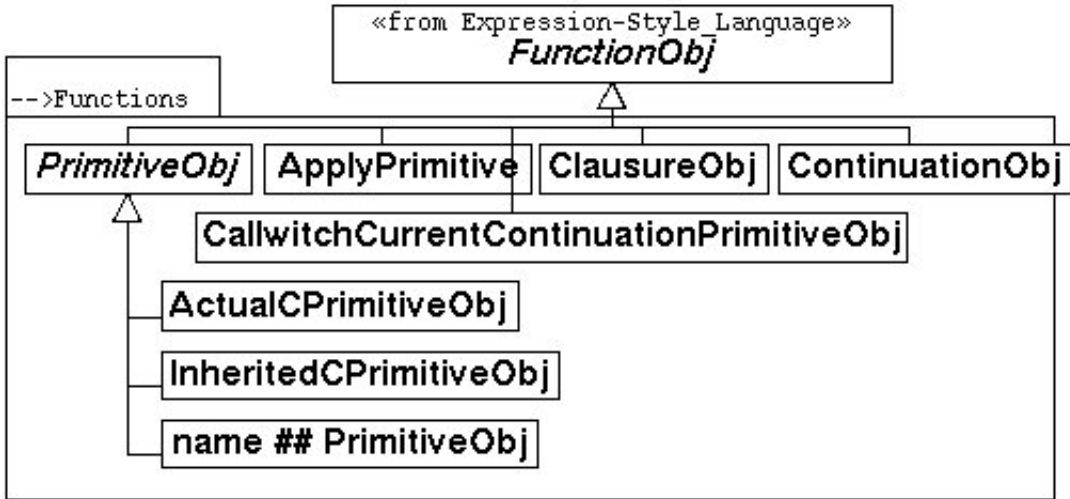 «from Expression-Style_Language»
FunctionObj
-->Functions
PrimitiveObj
ApplyPrimitive
ClausureObj
ContinuationObj
CallwitchCurrentContinuationPrimitiveObj
ActualCPrimitiveObj
InheritedCPrimitiveObj
name ## PrimitiveObj